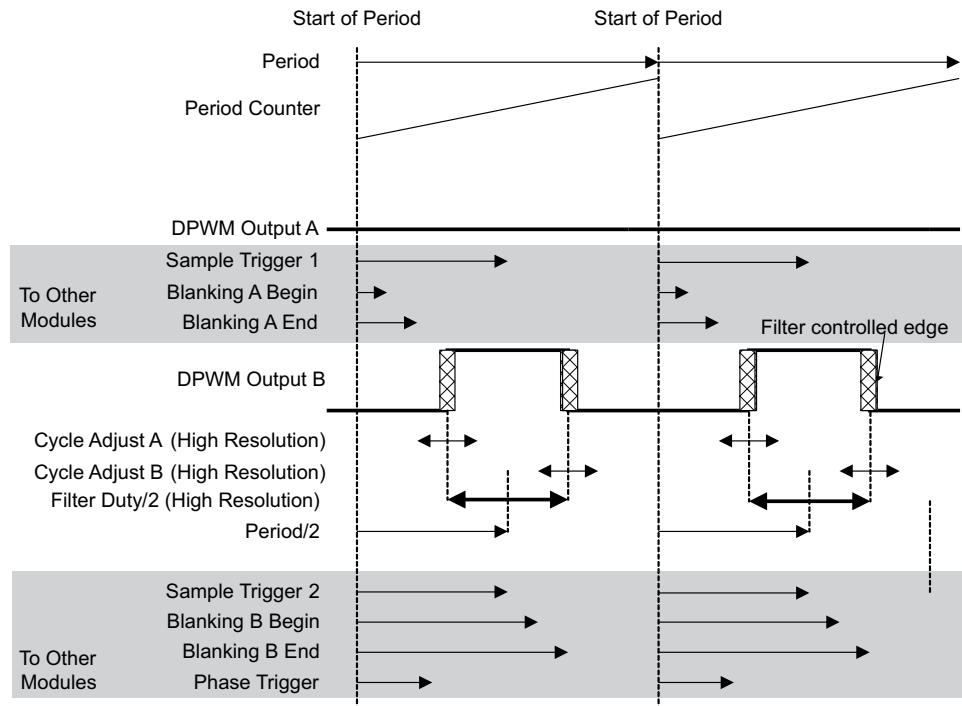 Start of Period
Start of Period
Period
Period Counter
DPWM Output A
Sample Trigger 1
Blanking A Begin
Blanking A End
To Other
Modules
Filter controlled edge
DPWM Output B
Cycle Adjust A (High Resolution)
Cycle Adjust B (High Resolution)
Filter Duty/2 (High Resolution)
Period/2
Sample Trigger 2
Blanking B Begin
Blanking B End
Phase Trigger
To Other
Modules